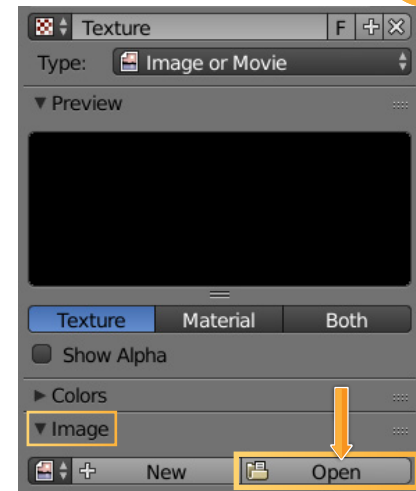 Texture F
Type: Image or Movie
Preview
Texture Material Both
Show Alpha
Colors
Image
New Open